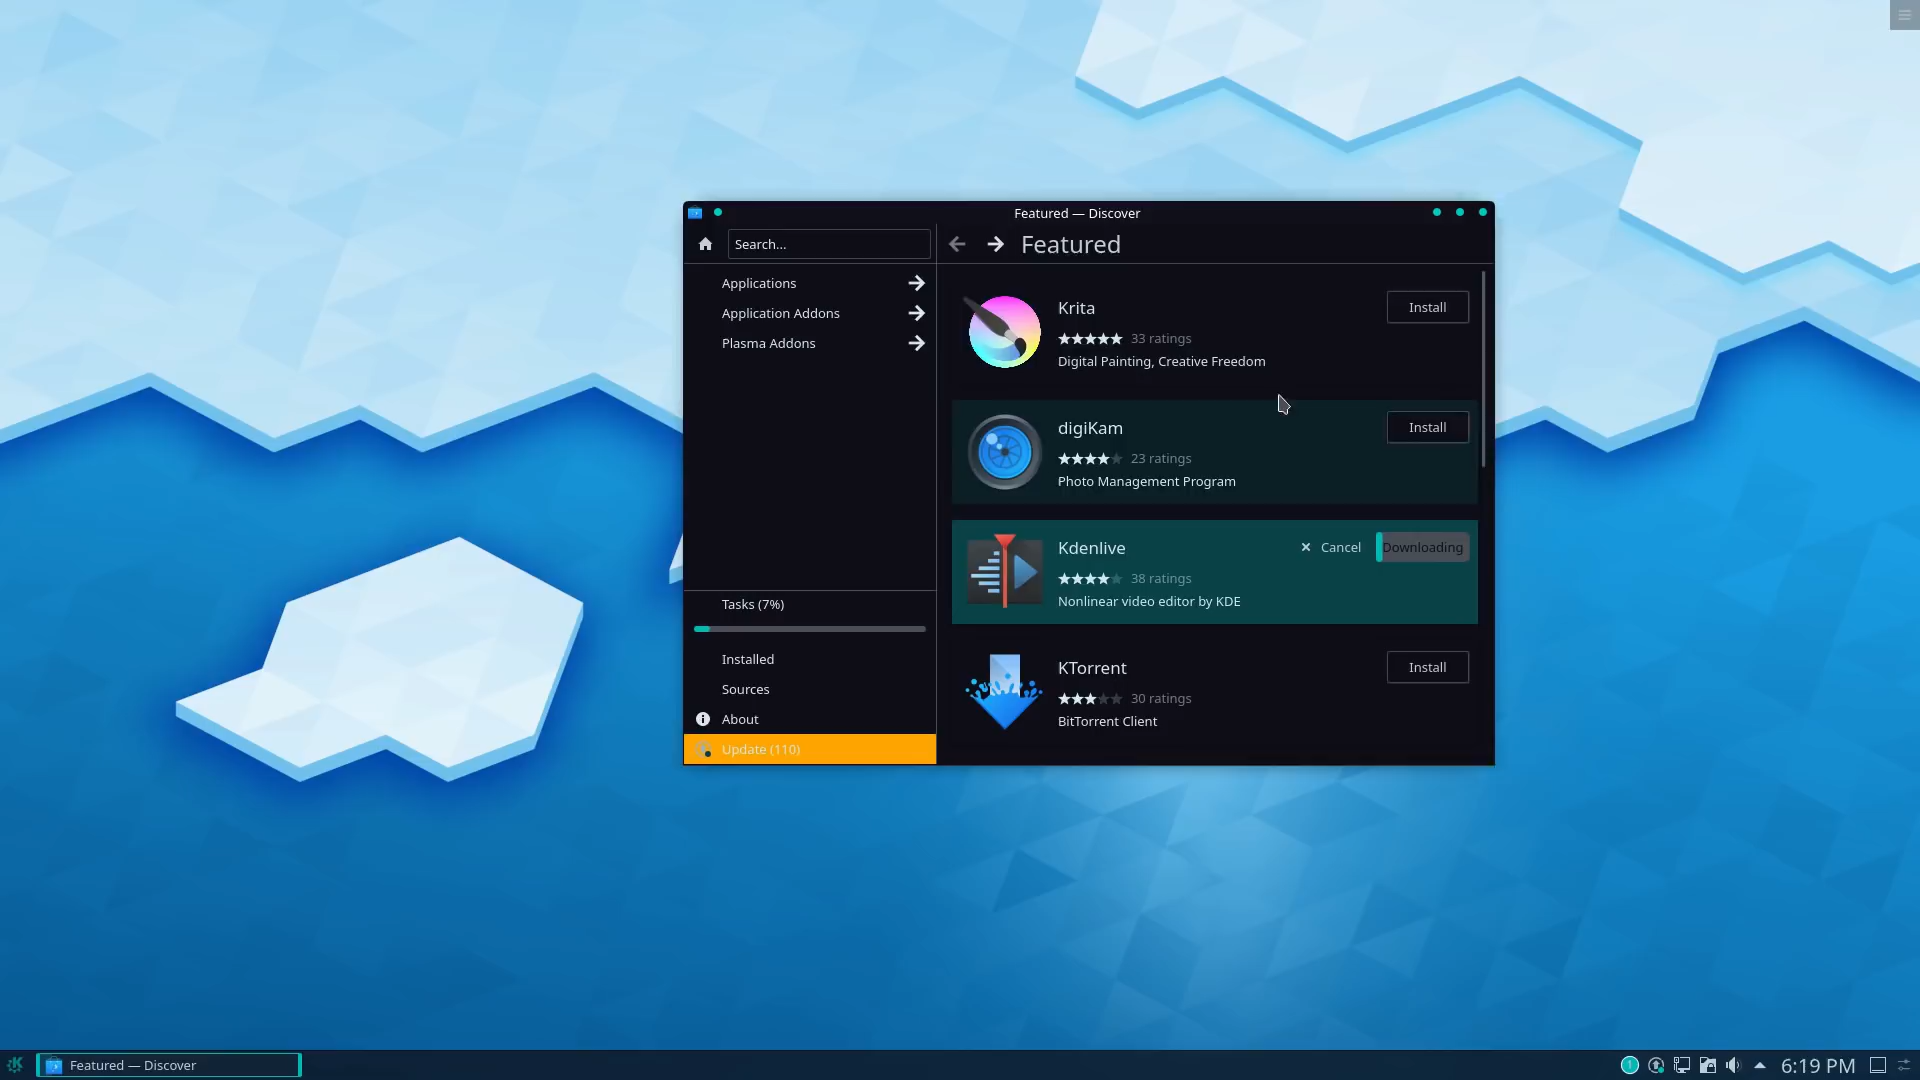 Featured — Discover
Search...
Featured
Applications
Application Addons
Plasma Addons
Krita
Install
33 ratings
Digital Painting, Creative Freedom
digiKam
Install
23 ratings
Photo Management Program
Kdenlive
Cancel
Downloading
38 ratings
Nonlinear video editor by KDE
KTorrent
Install
30 ratings
BitTorrent Client
Tasks (7%)
Installed
Sources
About
Update (110)
Featured — Discover
1
6:19 PM